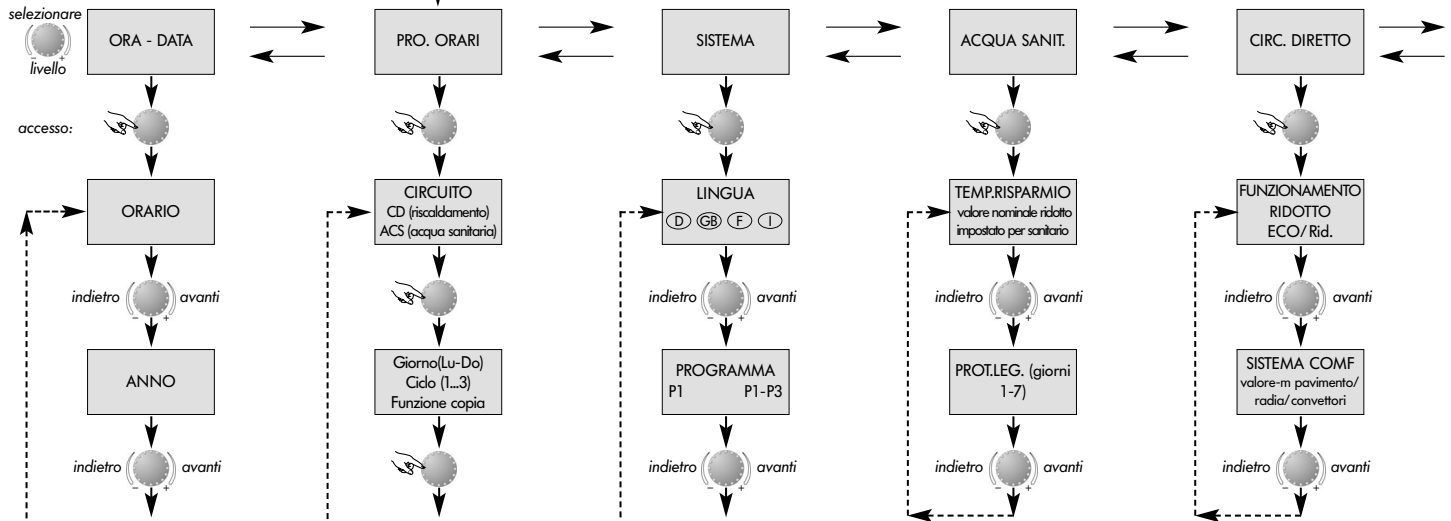 selezionare
- +
livello
ORA - DATA
PRO. ORARI
SISTEMA
ACQUA SANIT.
CIRC. DIRETTO
accesso:
ORARIO
CIRCUITO
CD (riscaldamento)
ACS (acqua sanitaria)
LINGUA
D GB F I
TEMP.RISPARMIO
valore nominale ridotto
impostato per sanitario
FUNZIONAMENTO
RIDOTTO
ECO/Rid.
indietro avanti
- +
indietro avanti
- +
indietro avanti
- +
indietro avanti
- +
ANNO
Giorno(Lu-Do)
Ciclo (1...3)
Funzione copia
PROGRAMMA
P1 P1-P3
PROT.LEG. (giorni
1-7)
SISTEMA COMF
valore-m pavimento/
radia/convettori
indietro avanti
- +
indietro avanti
- +
indietro avanti
- +
indietro avanti
- +